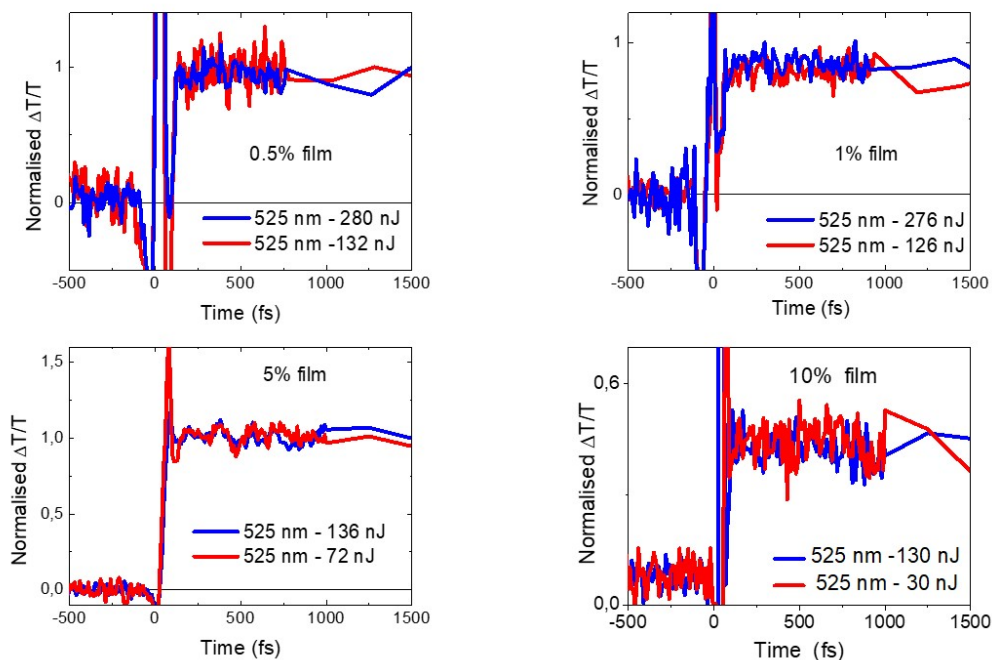 Normalised ΔT/T
1
0
0.5% film
525 nm - 280 nJ
525 nm -132 nJ
-500 0 500 1000 1500
Time (fs)
Normalised ΔT/T
1
0
1% film
525 nm - 276 nJ
525 nm - 126 nJ
-500 0 500 1000 1500
Time (fs)
Normalised ΔT/T
1,5
1,0
0,5
0,0
5% film
525 nm - 136 nJ
525 nm - 72 nJ
-500 0 500 1000 1500
Time (fs)
Normalised ΔT/T
0,6
0,0
10% film
525 nm -130 nJ
525 nm - 30 nJ
-500 0 500 1000 1500
Time (fs)